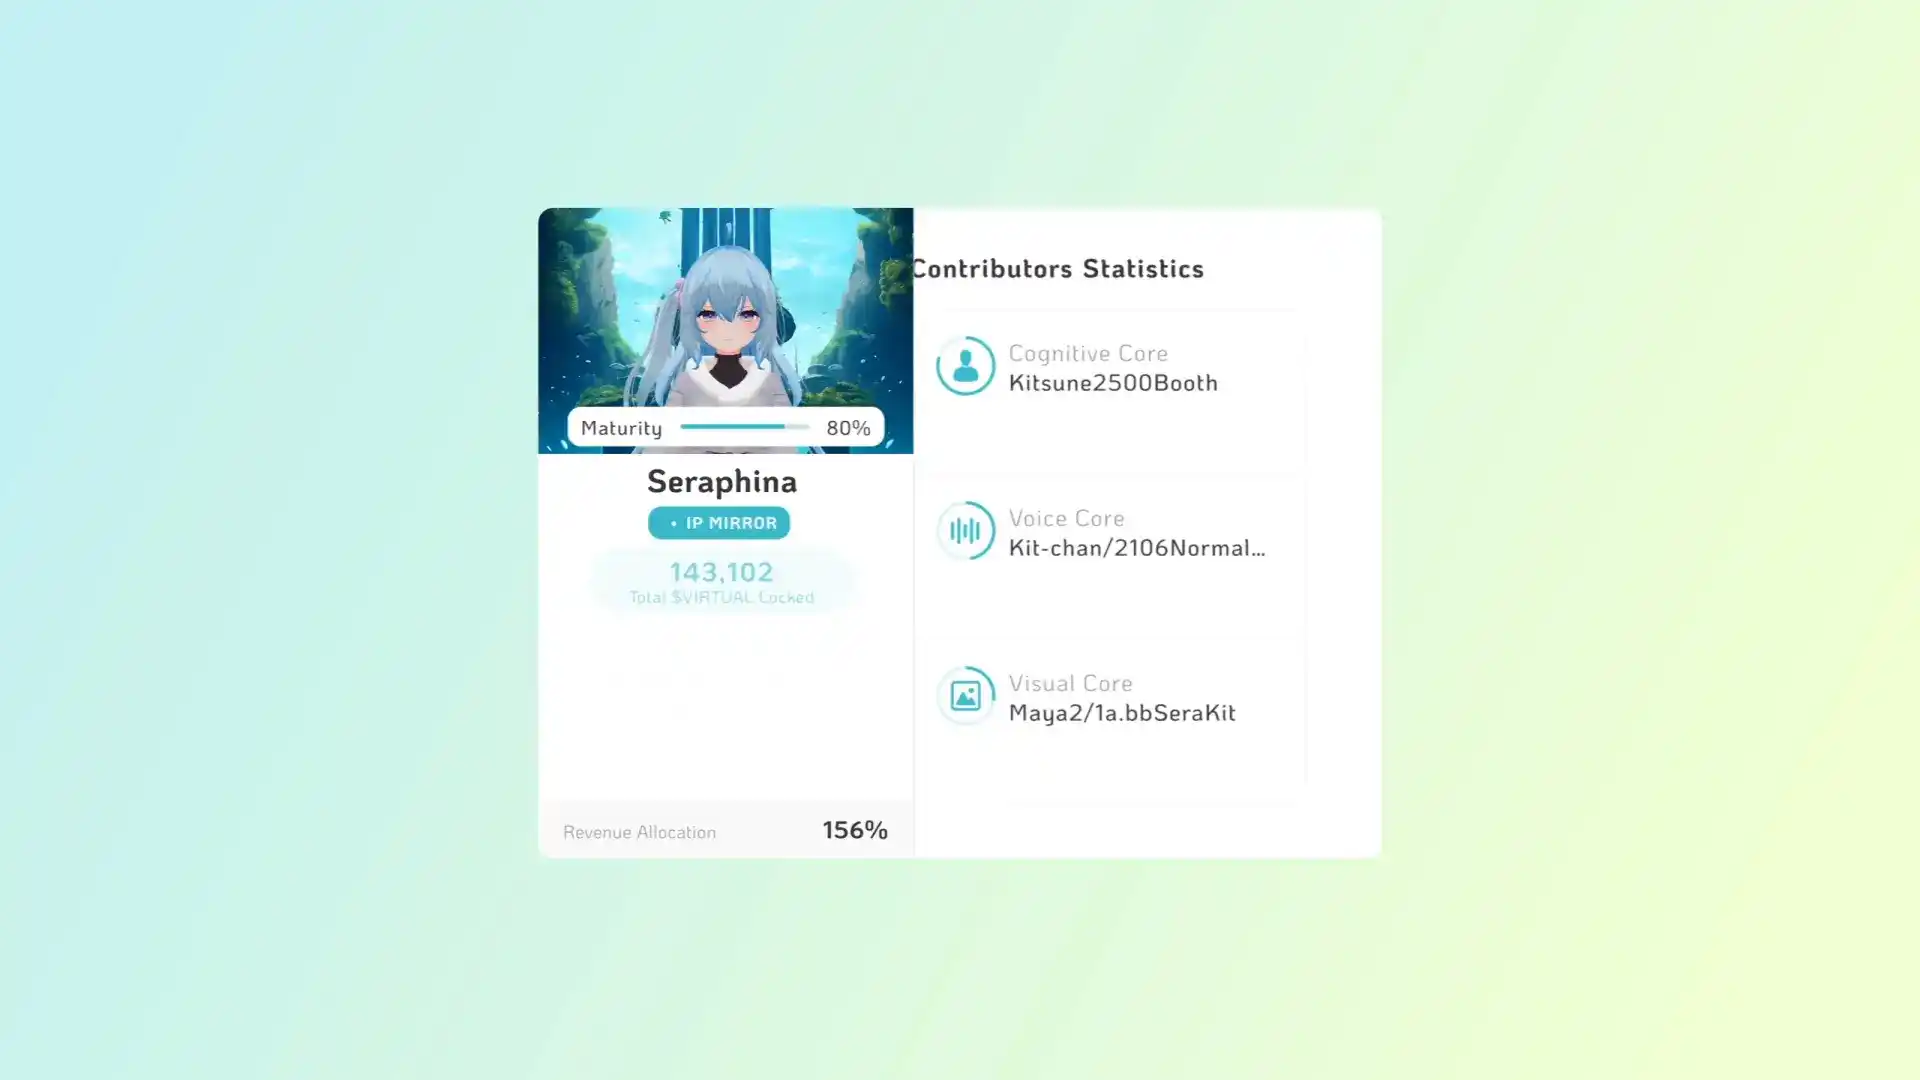 Maturity 80%
Seraphina
• IP MIRROR
143,102
Total $VIRTUAL Locked
Revenue Allocation 156%
Contributors Statistics
Cognitive Core
Kitsune2500Booth
Voice Core
Kit-chan/2106Normal...
Visual Core
Maya2/1a.bbSeraKit